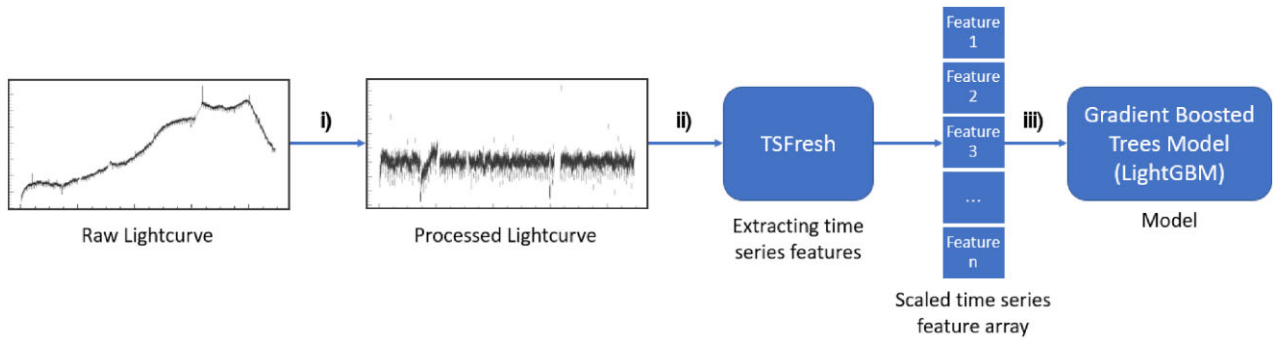 Raw Lightcurve
i)
Processed Lightcurve
ii)
TSFresh
Extracting time
series features
Feature
1
Feature
2
Feature
3
...
Feature
n
Scaled time series
feature array
iii)
Gradient Boosted
Trees Model
(LightGBM)
Model